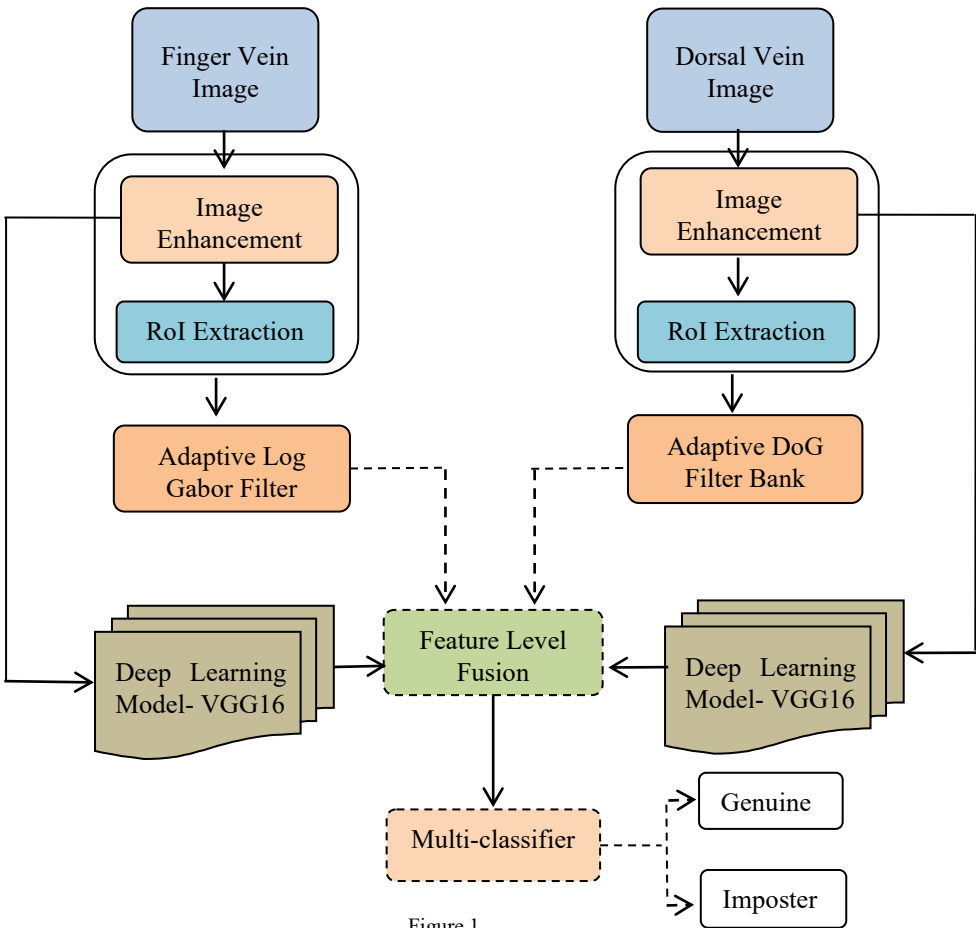 Finger Vein
Image
Dorsal Vein
Image
Image
Enhancement
Image
Enhancement
RoI Extraction
RoI Extraction
Adaptive Log
Gabor Filter
Adaptive DoG
Filter Bank
Feature Level
Fusion
Deep Learning
Model- VGG16
Deep Learning
Model- VGG16
Multi-classifier
Genuine
Imposter
Figure 1